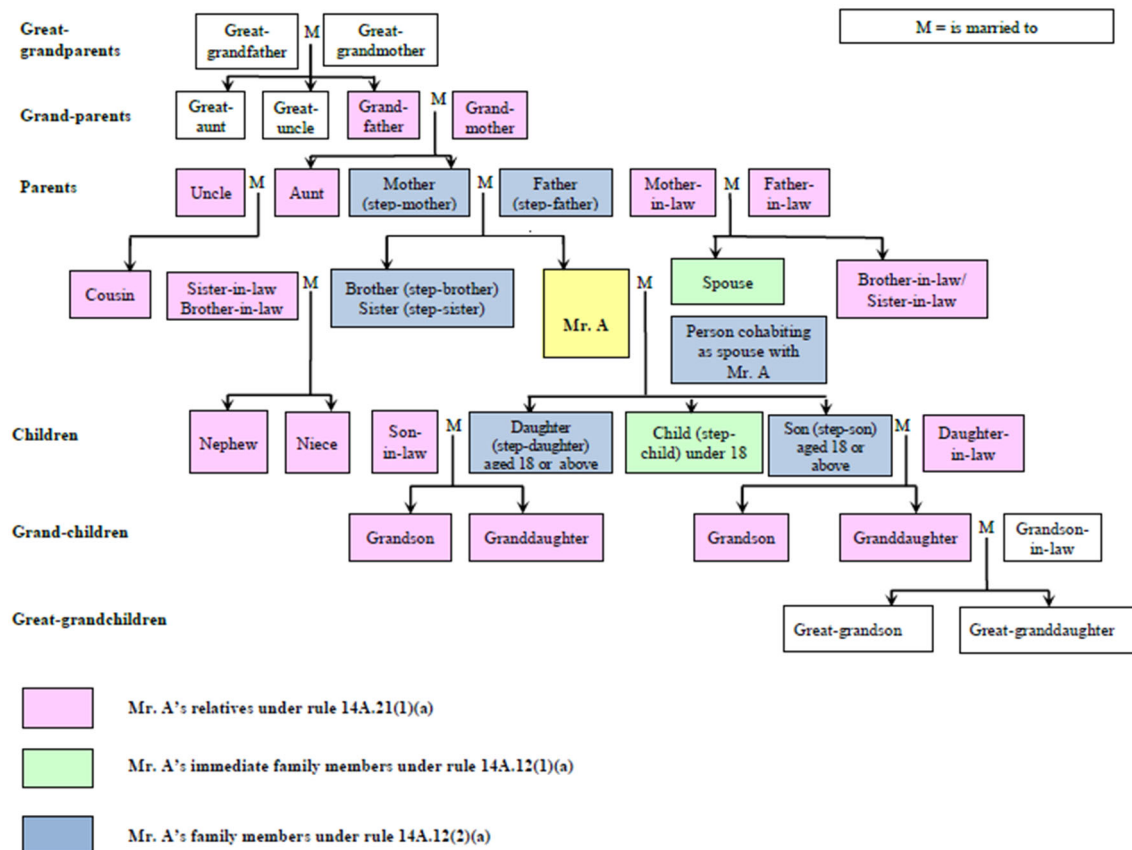 Great-
grandparents
Great-
grandfather
M
Great-
grandmother
M = is married to
Grand-parents
Great-
aunt
Great-
uncle
Grand-
father
M
Grand-
mother
Parents
Uncle
M
Aunt
Mother
(step-mother)
M
Father
(step-father)
Mother-
in-law
M
Father-
in-law
Cousin
Sister-in-law
Brother-in-law
M
Brother (step-brother)
Sister (step-sister)
Mr. A
M
Spouse
Person cohabiting
as spouse with
Mr. A
Brother-in-law/
Sister-in-law
Children
Nephew
Niece
Son-
in-law
M
Daughter
(step-daughter)
aged 18 or above
Child (step-
child) under 18
Son (step-son)
aged 18 or
above
M
Daughter-
in-law
Grand-children
Grandson
Granddaughter
Grandson
Granddaughter
M
Grandson-
in-law
Great-grandchildren
Great-grandson
Great-granddaughter
Mr. A's relatives under rule 14A.21(1)(a)
Mr. A's immediate family members under rule 14A.12(1)(a)
Mr. A's family members under rule 14A.12(2)(a)